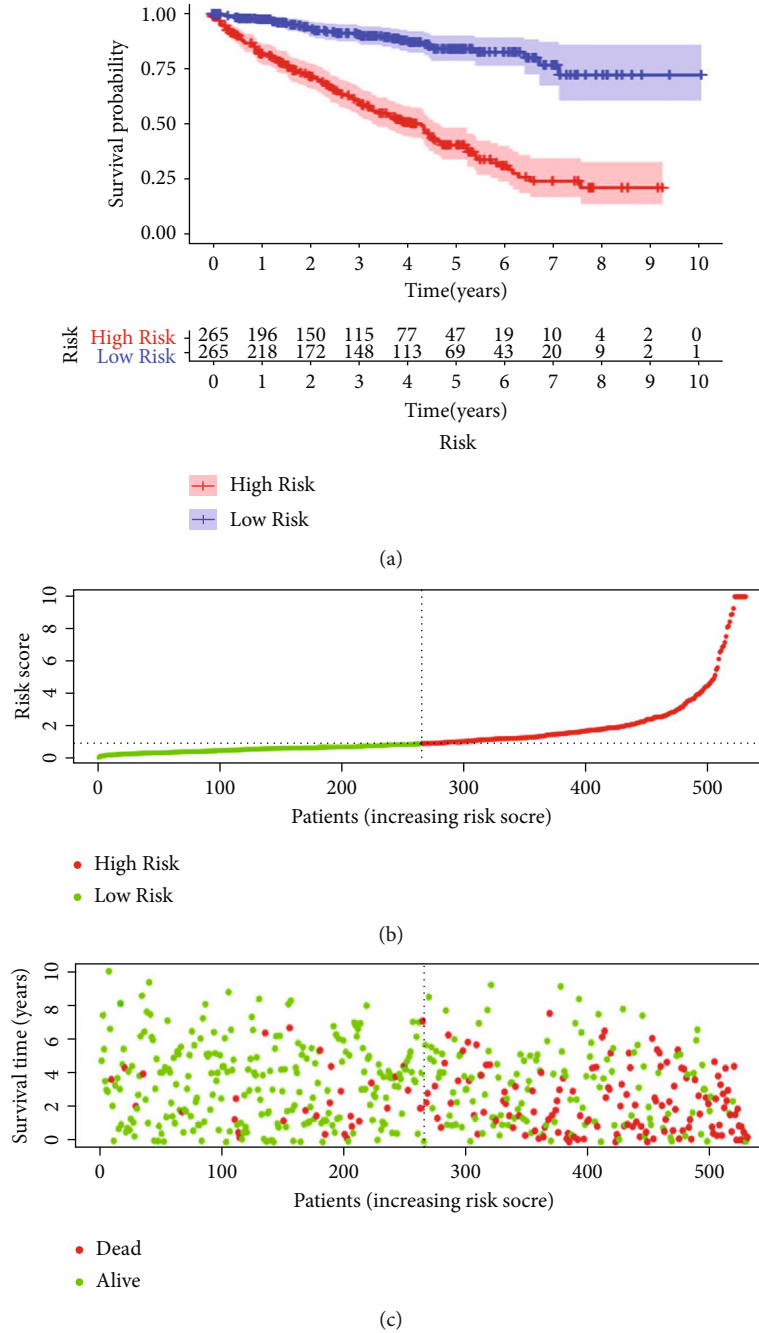 1.00
0.75
0.50
0.25
0.00
Survival probability
0 1 2 3 4 5 6 7 8 9 10
Time(years)
Risk
High Risk 265 196 150 115 77 47 19 10 4 2 0
Low Risk 265 218 172 148 113 69 43 20 9 2 1
0 1 2 3 4 5 6 7 8 9 10
Time(years)
Risk
High Risk
Low Risk
(a)
10
8
6
4
2
0
Risk score
0 100 200 300 400 500
Patients (increasing risk socre)
High Risk
Low Risk
(b)
10
8
6
4
2
0
Survival time (years)
0 100 200 300 400 500
Patients (increasing risk socre)
Dead
Alive
(c)